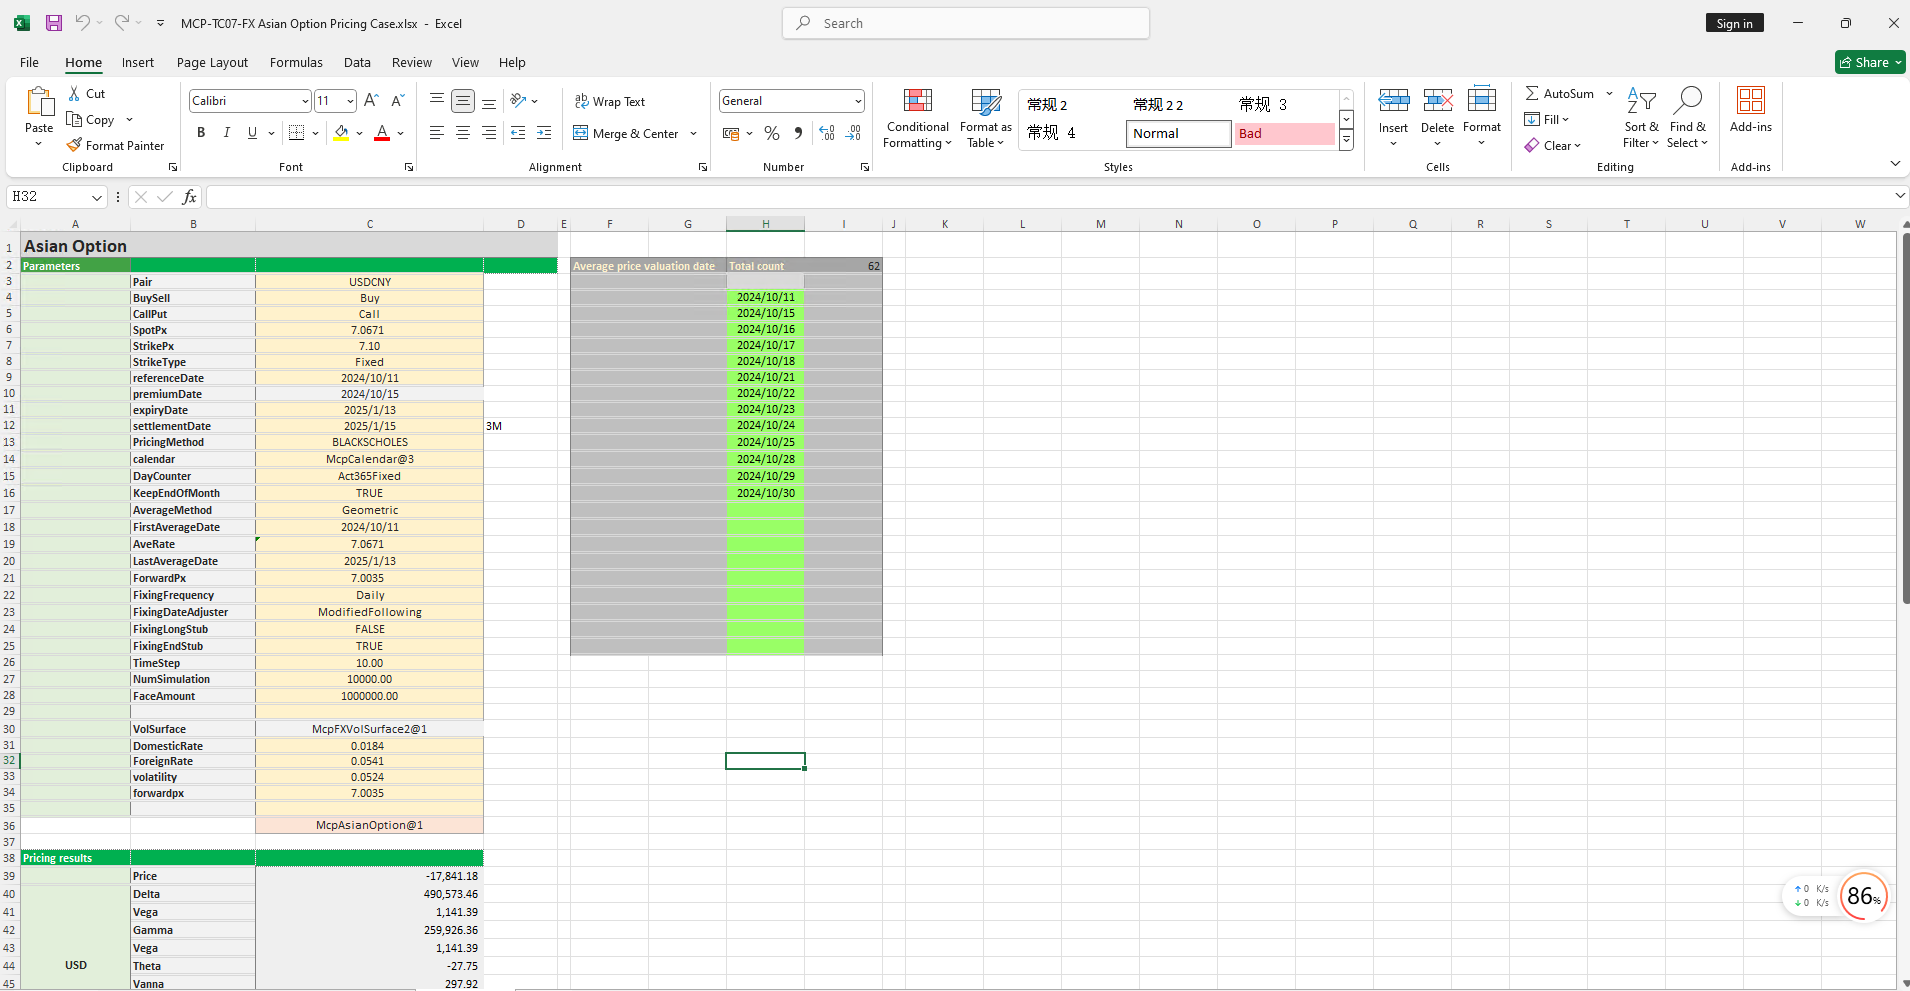 MCP-TC07-FX Asian Option Pricing Case.xlsx - Excel
Search
Sign in
File Home Insert Page Layout Formulas Data Review View Help
Share
Paste
Cut
Copy
Format Painter
Clipboard
Calibri 11 A A
B I U A
Font
ab Wrap Text
Merge & Center
Alignment
General
% 9
Number
Conditional Formatting
Format as Table
常规 2 常规 2 2 常规 3
常规 4 Normal Bad
Styles
Insert Delete Format
Cells
AutoSum
Fill
Clear
Sort & Filter
Find & Select
Editing
Add-ins
Add-ins
H32 fx
A B C D E F G H I J K L M N O P Q R S T U V W
1 Asian Option
2 Parameters Average price valuation date Total count 62
3 Pair USDCNY
4 BuySell Buy 2024/10/11
5 CallPut Call 2024/10/15
6 SpotPx 7.0671 2024/10/16
7 StrikePx 7.10 2024/10/17
8 StrikeType Fixed 2024/10/18
9 referenceDate 2024/10/11 2024/10/21
10 premiumDate 2024/10/15 2024/10/22
11 expiryDate 2025/1/13 2024/10/23
12 settlementDate 2025/1/15 3M 2024/10/24
13 PricingMethod BLACKSCHOLES 2024/10/25
14 calendar McpCalendar@3 2024/10/28
15 DayCounter Act365Fixed 2024/10/29
16 KeepEndOfMonth TRUE 2024/10/30
17 AverageMethod Geometric
18 FirstAverageDate 2024/10/11
19 AveRate 7.0671
20 LastAverageDate 2025/1/13
21 ForwardPx 7.0035
22 FixingFrequency Daily
23 FixingDateAdjuster ModifiedFollowing
24 FixingLongStub FALSE
25 FixingEndStub TRUE
26 TimeStep 10.00
27 NumSimulation 10000.00
28 FaceAmount 1000000.00
29
30 VolSurface McpFXVolSurface2@1
31 DomesticRate 0.0184
32 ForeignRate 0.0541
33 volatility 0.0524
34 forwardpx 7.0035
35
36 McpAsianOption@1
37
38 Pricing results
39 Price -17,841.18
40 Delta 490,573.46
41 Vega 1,141.39
42 Gamma 259,926.36
43 Vega 1,141.39
44 USD Theta -27.75
45 Vanna 297.92
↑ 0 K/s
↓ 0 K/s
86%